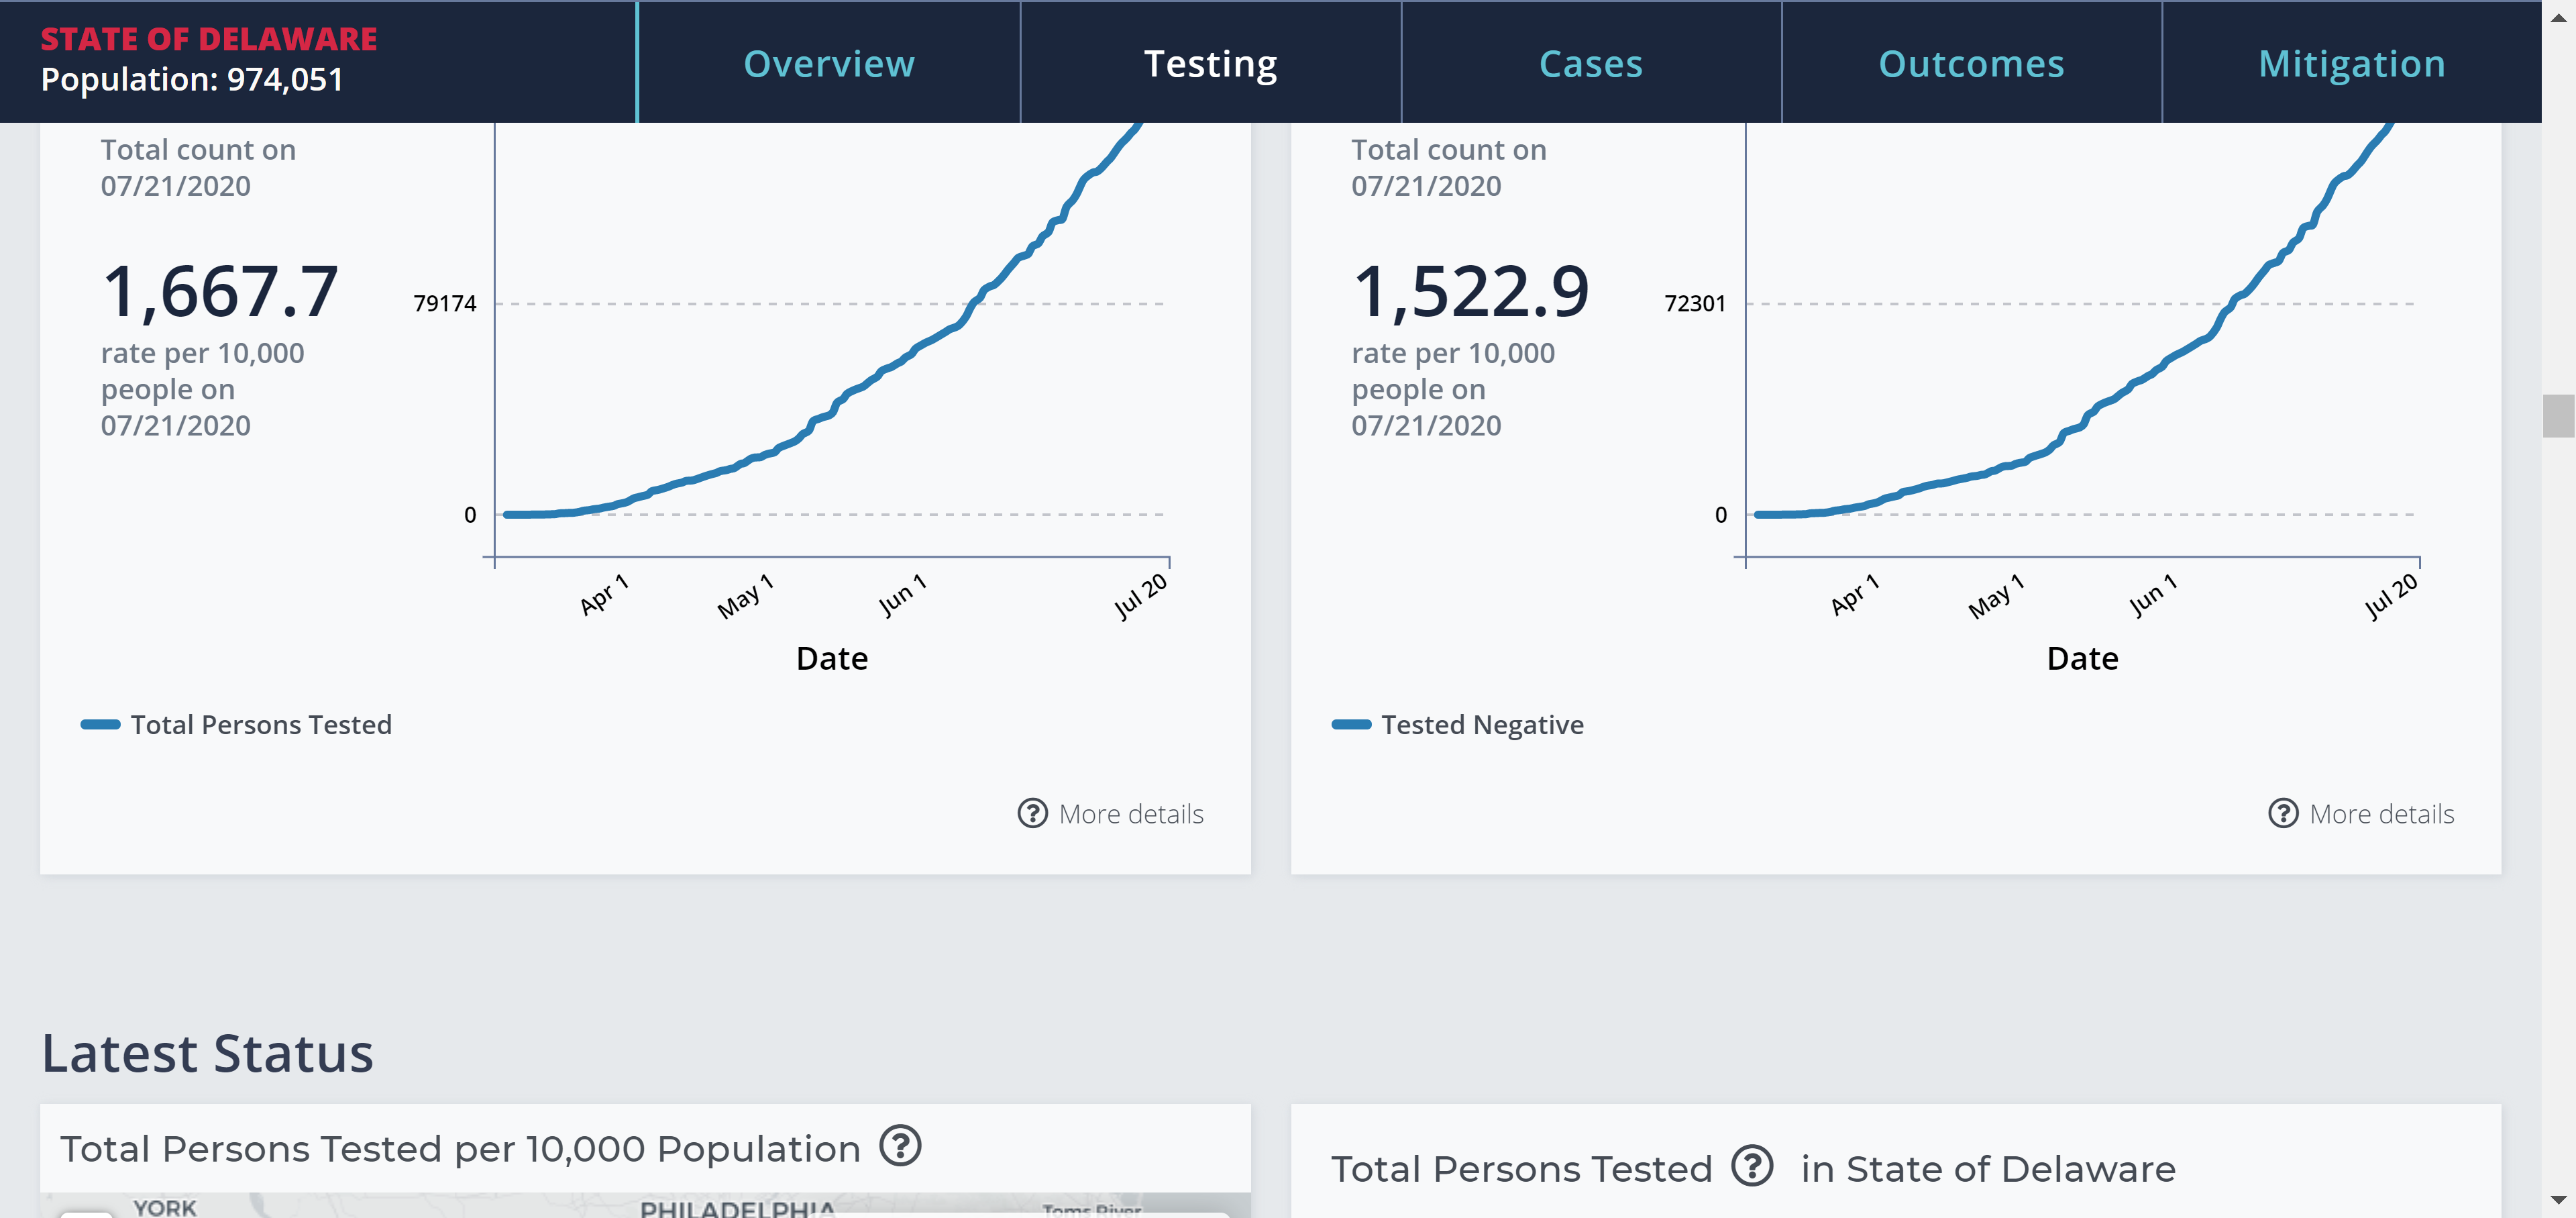 STATE OF DELAWARE
Population: 974,051
Overview
Testing
Cases
Outcomes
Mitigation
Total count on
07/21/2020
1,667.7
rate per 10,000
people on
07/21/2020
79174
0
Apr 1
May 1
Jun 1
Jul 20
Date
Total Persons Tested
More details
Total count on
07/21/2020
1,522.9
rate per 10,000
people on
07/21/2020
72301
0
Apr 1
May 1
Jun 1
Jul 20
Date
Tested Negative
More details
Latest Status
Total Persons Tested per 10,000 Population
YORK
PHILADELPHIA
Toms River
Total Persons Tested in State of Delaware